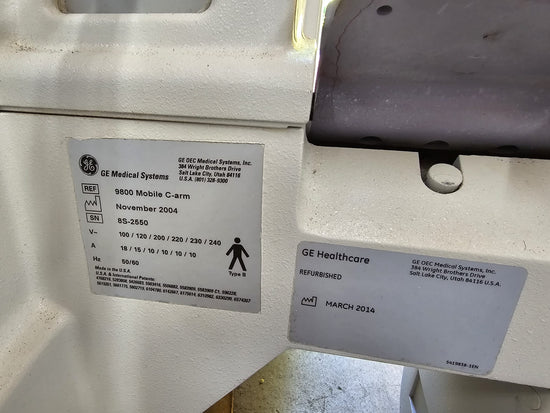 GE Medical Systems
GE OEC Medical Systems, Inc.
384 Wright Brothers Drive
Salt Lake City, Utah 84116
U.S.A. (801) 328-9300
REF 9800 Mobile C-arm
November 2004
SN 8S-2550
V~ 100 / 120 / 200 / 220 / 230 / 240
A 18 / 15 / 10 / 10 / 10 / 10
Hz 50/60
Type B
Made in the U.S.A.
U.S.A. & International Patents:
GE Healthcare
GE OEC Medical Systems, Inc.
384 Wright Brothers Drive
Salt Lake City, Utah 84116 U.S.A.
REFURBISHED
MARCH 2014
5419838-1EN